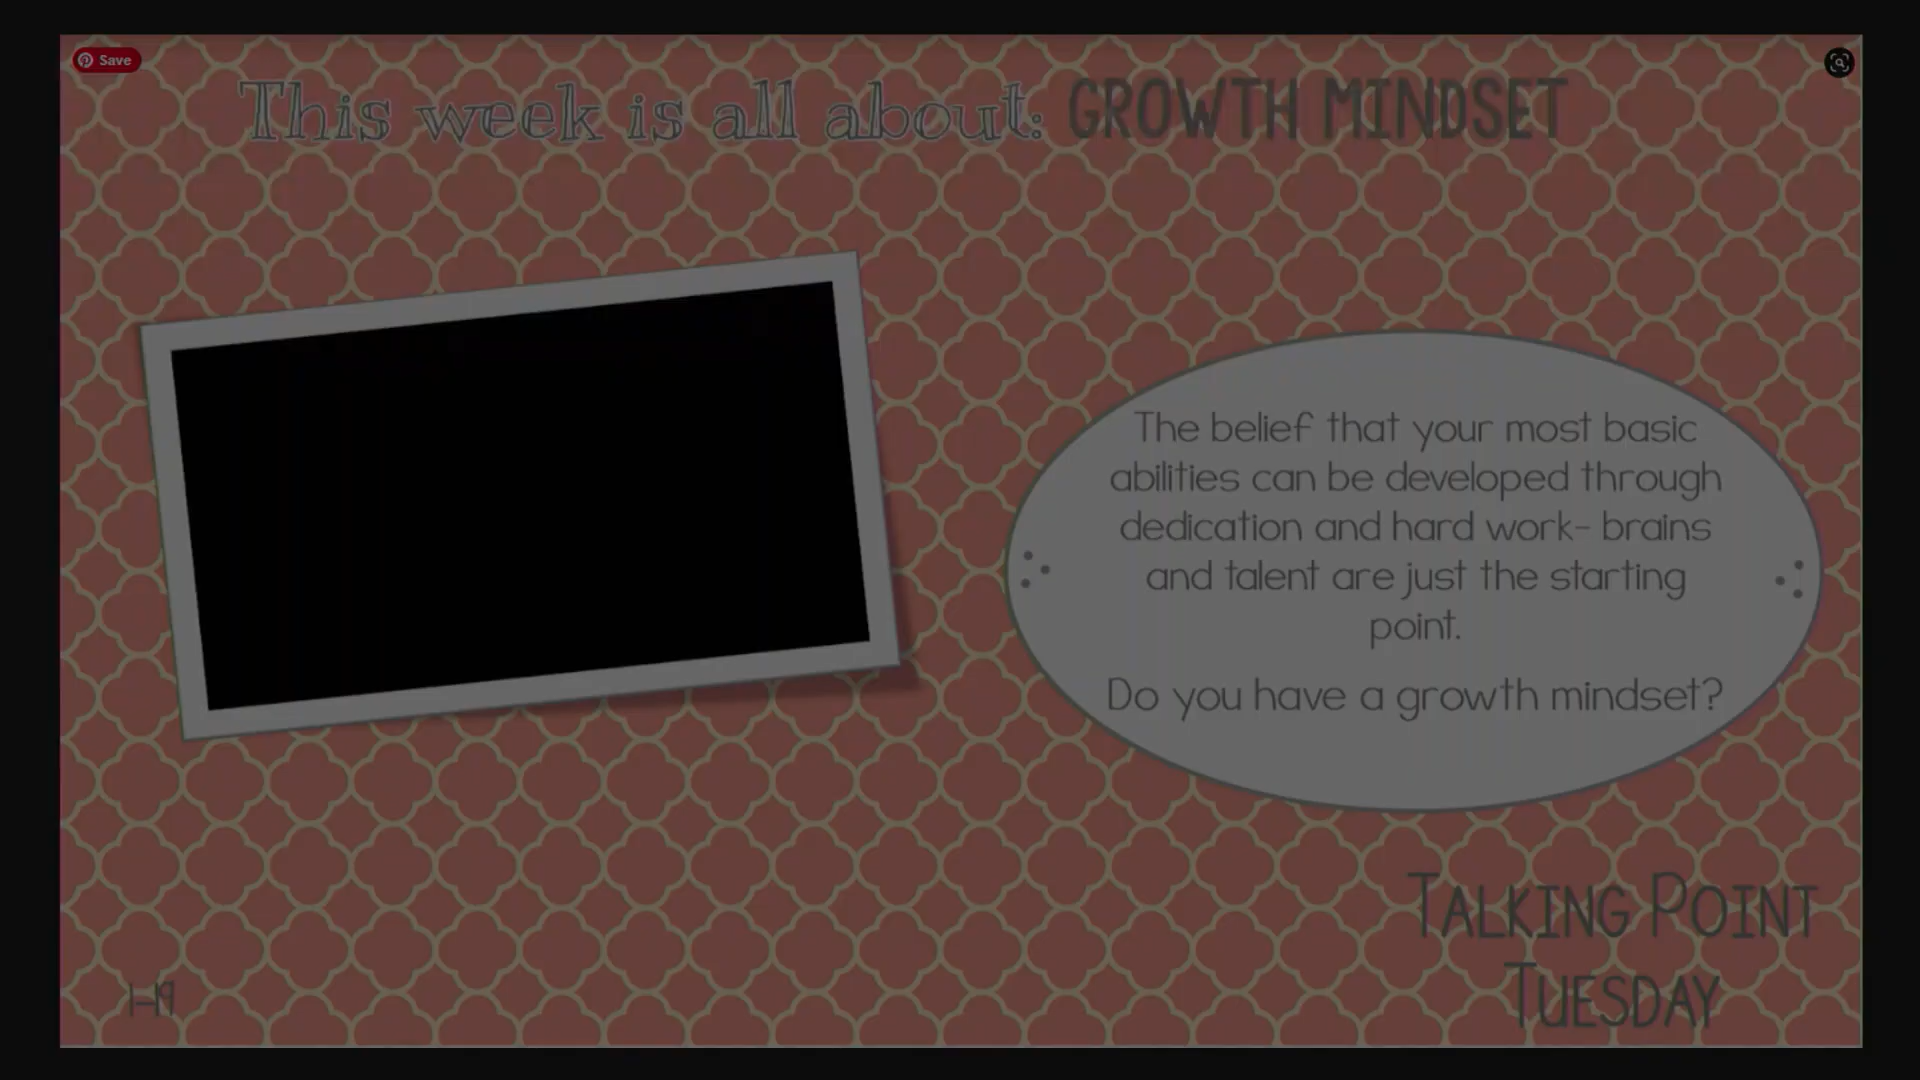 Save
This week is all about: GROWTH MINDSET
The belief that your most basic
abilities can be developed through
dedication and hard work- brains
and talent are just the starting
point.
Do you have a growth mindset?
TALKING POINT
TUESDAY
1-19